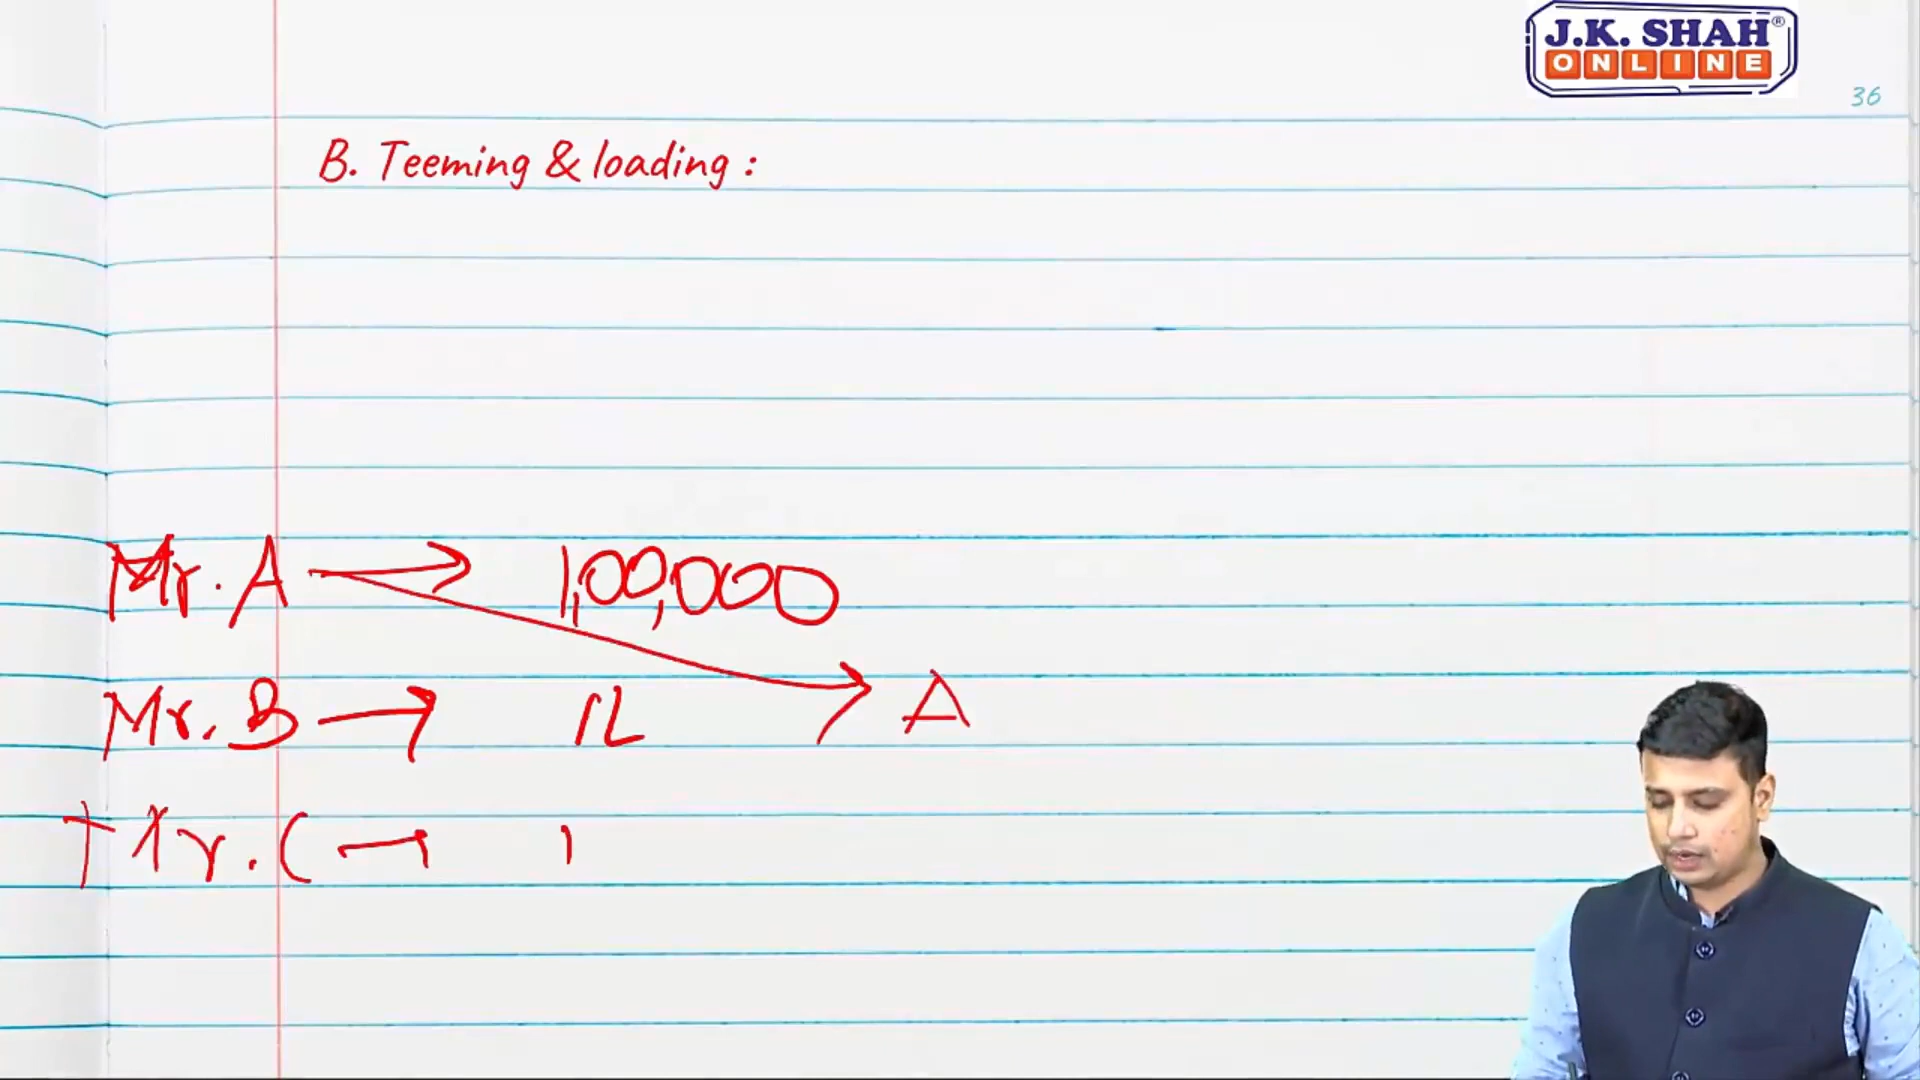 J.K. SHAH®
ONLINE
36
B. Teeming & loading :
Mr. A → 1,00,000
Mr. B → 1L → A
Mr. C →